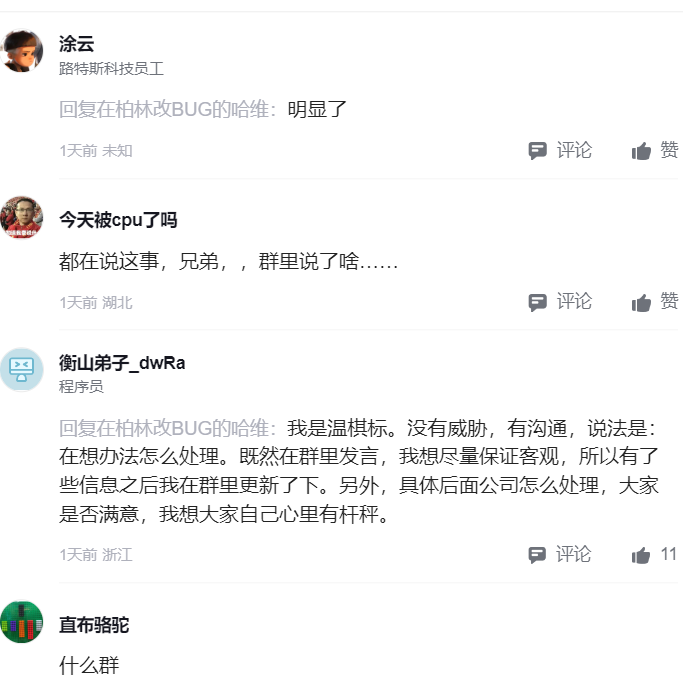 涂云
路特斯科技员工
回复在柏林改BUG的哈维：明显了
1天前 未知
评论
赞
今天被cpu了吗
都在说这事，兄弟，，群里说了啥……
1天前 湖北
评论
赞
衡山弟子_dwRa
程序员
回复在柏林改BUG的哈维：我是温棋标。没有威胁，有沟通，说法是：
在想办法怎么处理。既然在群里发言，我想尽量保证客观，所以有了
些信息之后我在群里更新了下。另外，具体后面公司怎么处理，大家
是否满意，我想大家自己心里有杆秤。
1天前 浙江
评论
11
直布骆驼
什么群